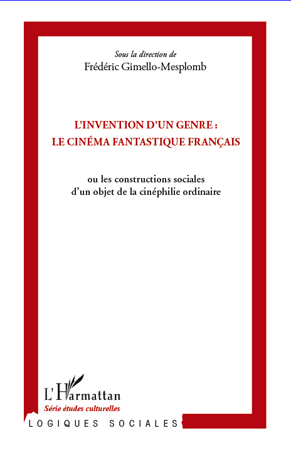 Sous la direction de
Frédéric Gimello-Mesplomb
L'INVENTION D'UN GENRE :
LE CINÉMA FANTASTIQUE FRANÇAIS
ou les constructions sociales
d'un objet de la cinéphilie ordinaire
L'Harmattan
Série études culturelles
LOGIQUES SOCIALES